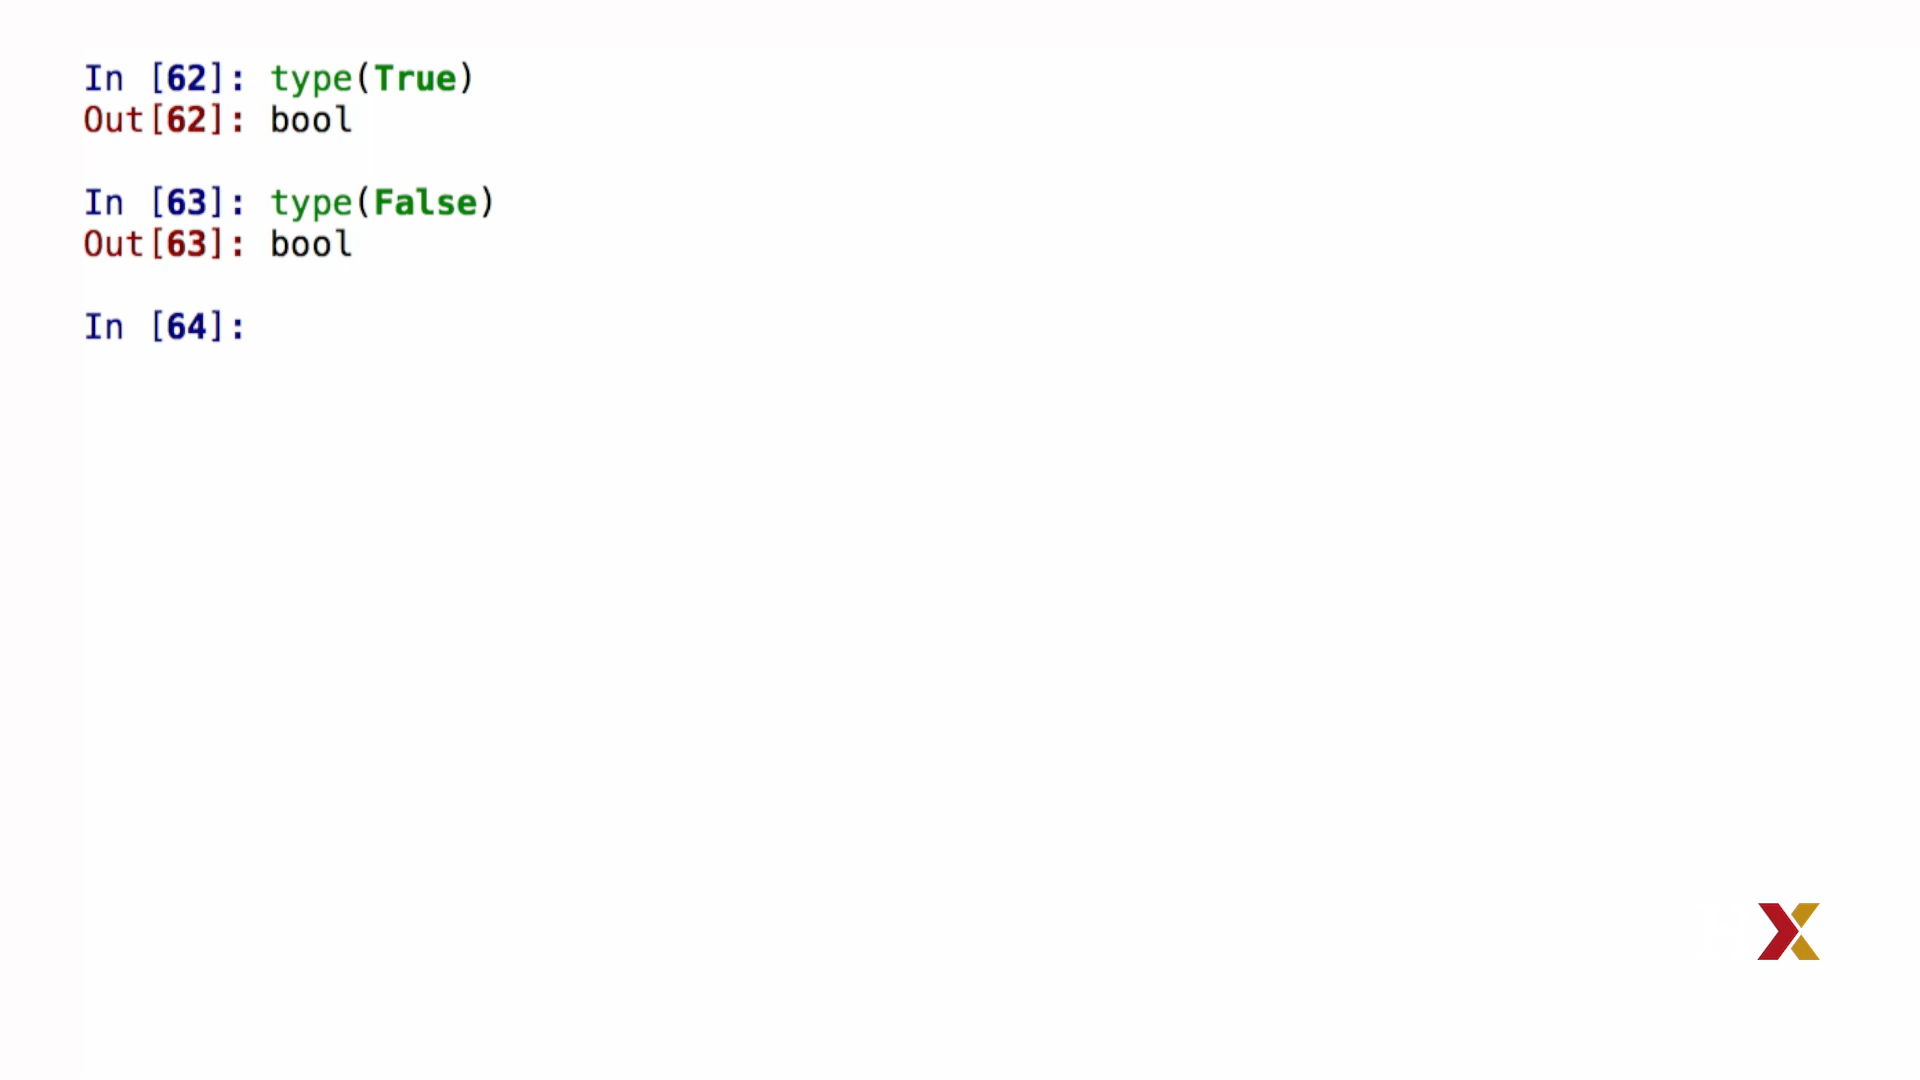 In [62]: type(True)
Out[62]: bool
In [63]: type(False)
Out[63]: bool
In [64]:
X